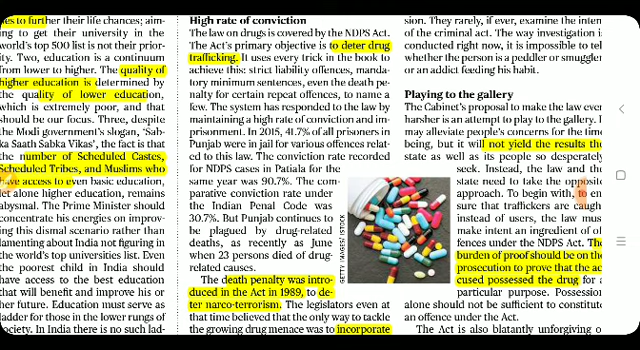 ies to further their life chances; aim-
ing to get their university in the
world's top 500 list is not their prior-
ity. Two, education is a continuum
from lower to higher. The quality of
higher education is determined by
the quality of lower education,
which is extremely poor, and that
should be our focus. Three, despite
the Modi government's slogan, 'Sab-
ka Saath Sabka Vikas', the fact is that
the number of Scheduled Castes,
Scheduled Tribes, and Muslims who
have access to even basic education,
let alone higher education, remains
abysmal. The Prime Minister should
concentrate his energies on improv-
ing this dismal scenario rather than
lamenting about India not figuring in
the world's top universities list. Even
the poorest child in India should
have access to the best education
that will benefit and improve his or
her future. Education must serve as
ladder for those in the lower rungs of
society. In India there is no such lad-
High rate of conviction
The law on drugs is covered by the NDPS Act.
The Act's primary objective is to deter drug
trafficking. It uses every trick in the book to
achieve this: strict liability offences, manda-
tory minimum sentences, even the death pe-
nalty for certain repeat offences, to name a
few. The system has responded to the law by
maintaining a high rate of conviction and im-
prisonment. In 2015, 41.7% of all prisoners in
Punjab were in jail for various offences relat-
ed to this law. The conviction rate recorded
for NDPS cases in Patiala for the
same year was 90.7%. The com-
parative conviction rate under
the Indian Penal Code was
30.7%. But Punjab continues to
be plagued by drug-related
deaths, as recently as June
when 23 persons died of drug-
related causes.
The death penalty was intro-
duced in the Act in 1989, to de-
ter narco-terrorism. The legislators even at
that time believed that the only way to tackle
the growing drug menace was to incorporate
GETTY IMAGES/ ISTOCK
sion. They rarely, if ever, examine the inten
of the criminal act. The way investigation i
conducted right now, it is impossible to tel
whether the person is a peddler or smuggler
or an addict feeding his habit.
Playing to the gallery
The Cabinet's proposal to make the law even
harsher is an attempt to play to the gallery. I
may alleviate people's concerns for the time
being, but it will not yield the results the
state as well as its people so desperately
seek. Instead, the law and the
state need to take the opposite
approach. To begin with, to en
sure that traffickers are caugh
instead of users, the law must
make intent an ingredient of of
fences under the NDPS Act. The
burden of proof should be on the
prosecution to prove that the ac
cused possessed the drug for a
particular purpose. Possession
alone should not be sufficient to constitute
an offence under the Act.
The Act is also blatantly unforgiving o